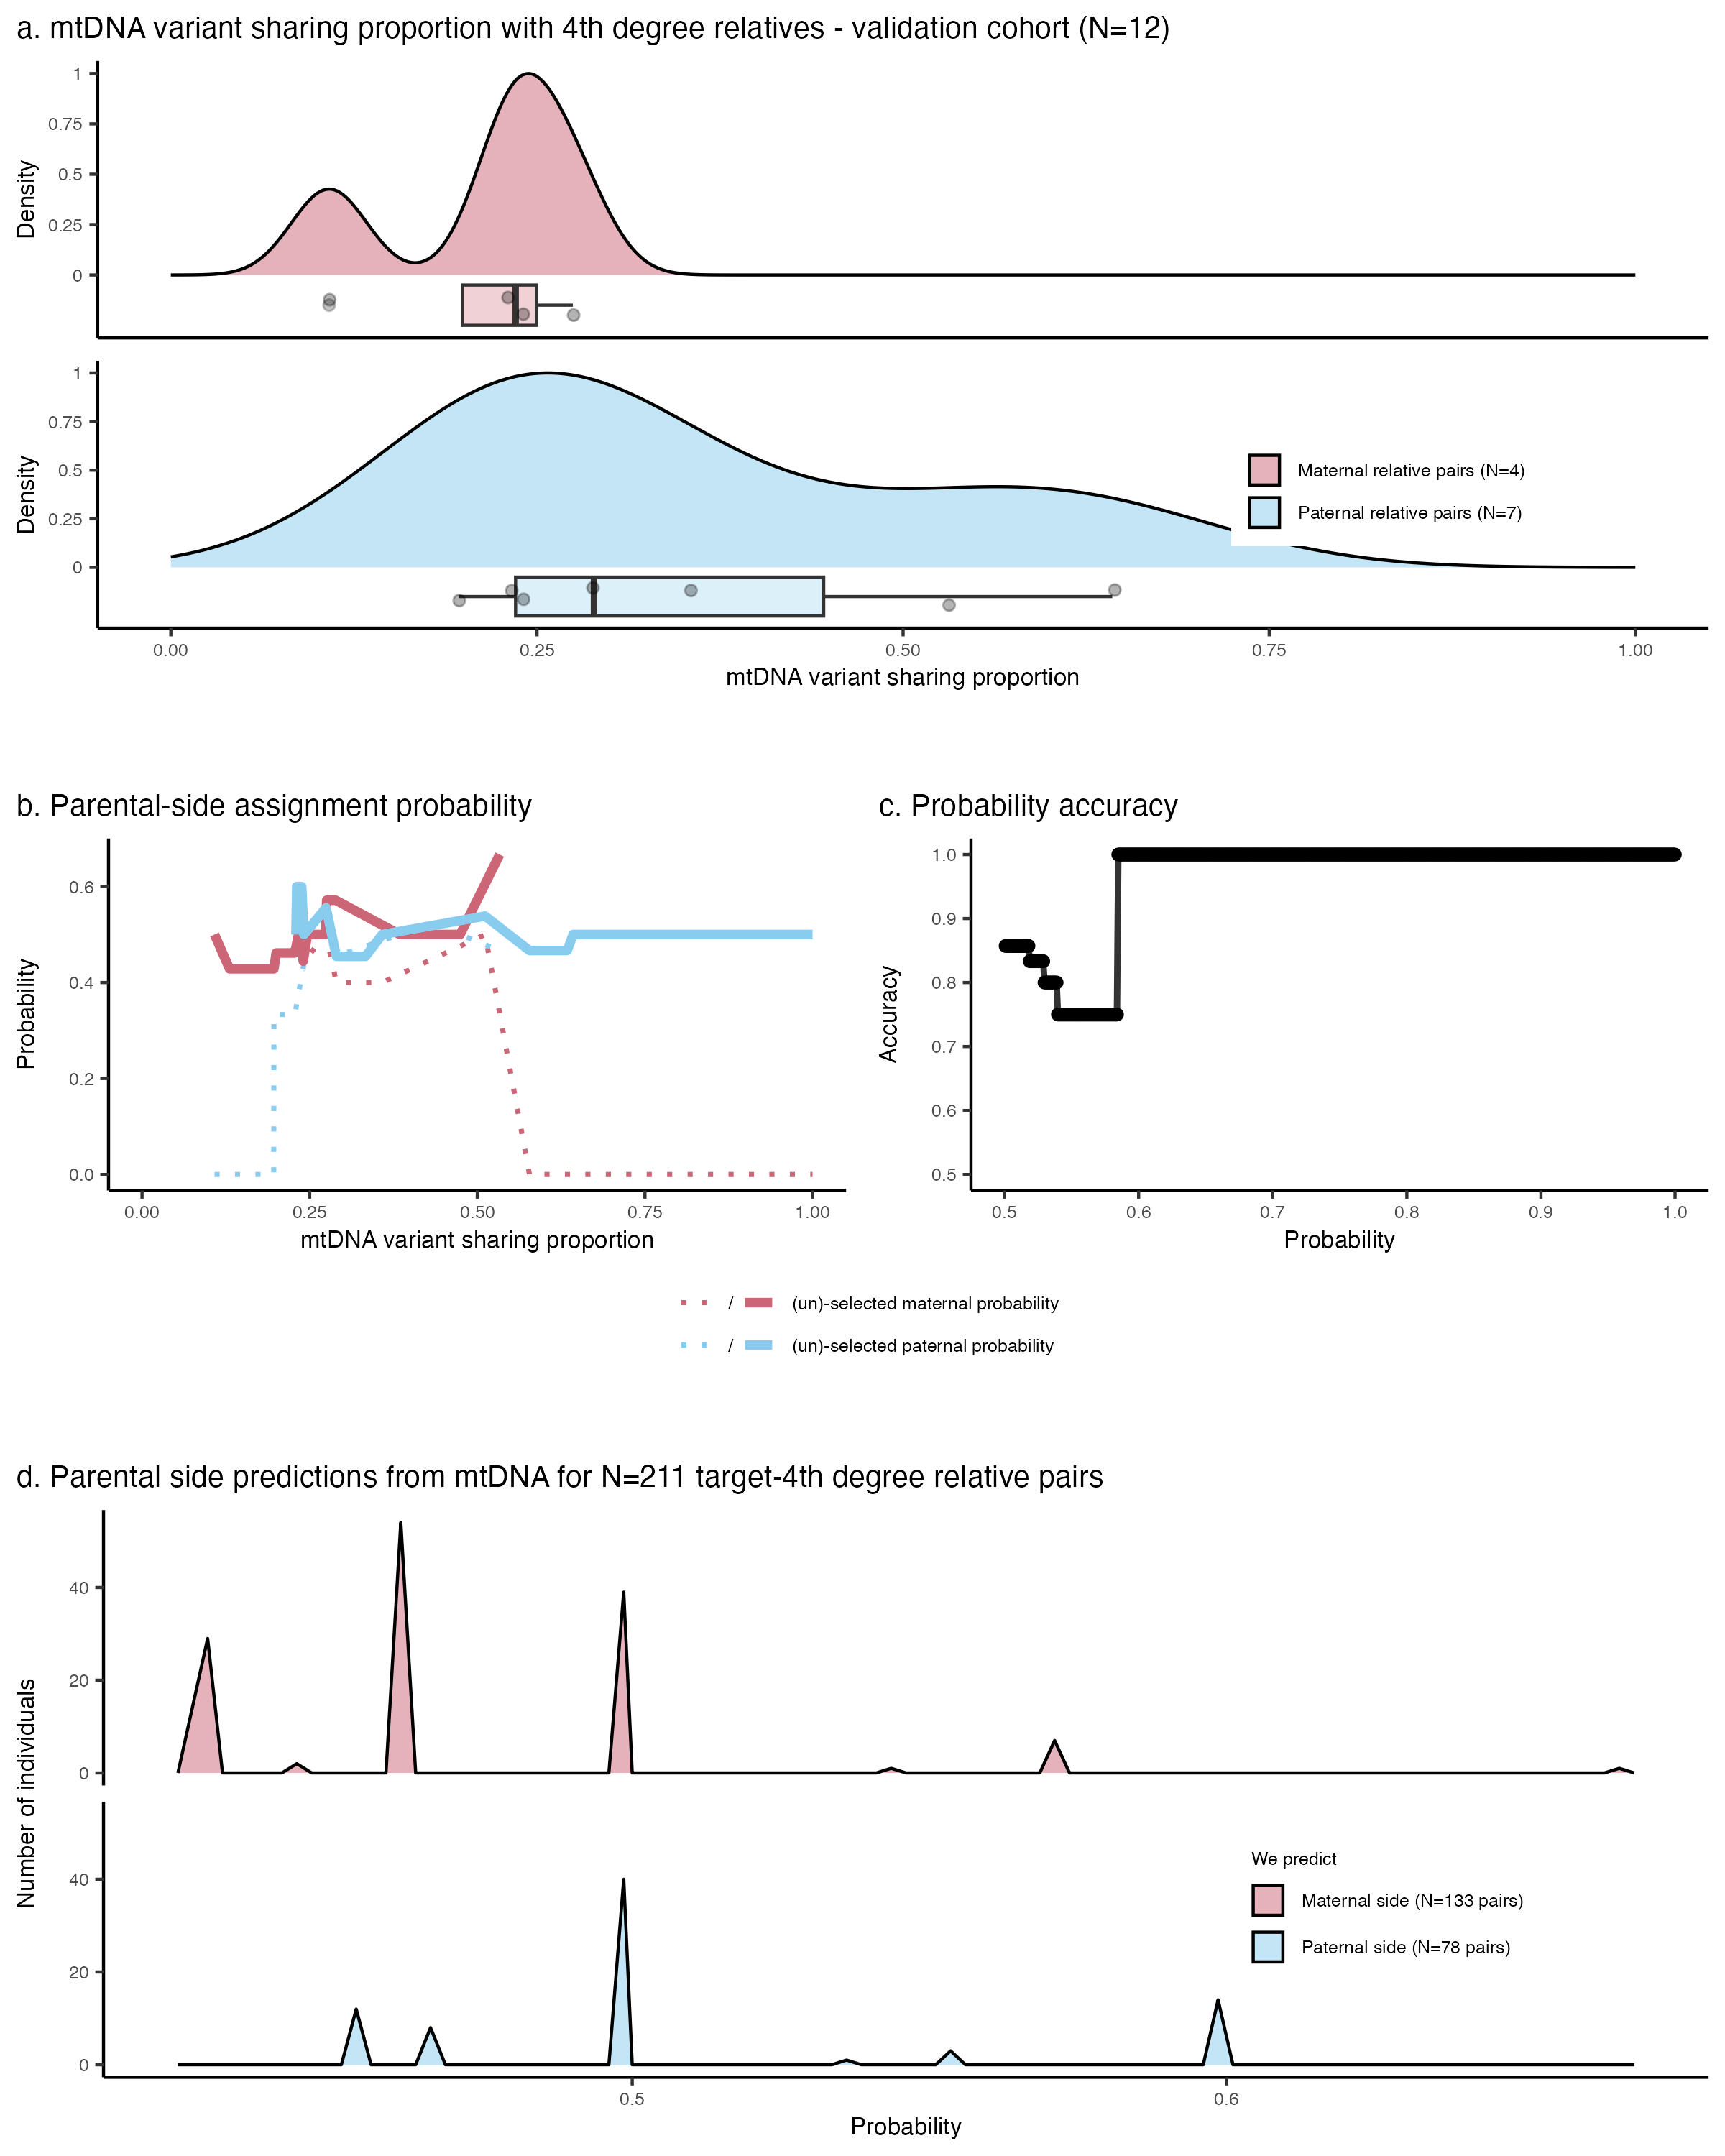 a. mtDNA variant sharing proportion with 4th degree relatives - validation cohort (N=12)
Density
1
0.75
0.5
0.25
0
Density
1
0.75
0.5
0.25
0
Maternal relative pairs (N=4)
Paternal relative pairs (N=7)
0.00 0.25 0.50 0.75 1.00
mtDNA variant sharing proportion
b. Parental-side assignment probability
Probability
0.6
0.4
0.2
0.0
0.00 0.25 0.50 0.75 1.00
mtDNA variant sharing proportion
c. Probability accuracy
Accuracy
1.0
0.9
0.8
0.7
0.6
0.5
0.5 0.6 0.7 0.8 0.9 1.0
Probability
/ (un)-selected maternal probability
/ (un)-selected paternal probability
d. Parental side predictions from mtDNA for N=211 target-4th degree relative pairs
Number of individuals
40
20
0
40
20
0
We predict
Maternal side (N=133 pairs)
Paternal side (N=78 pairs)
0.5 0.6
Probability